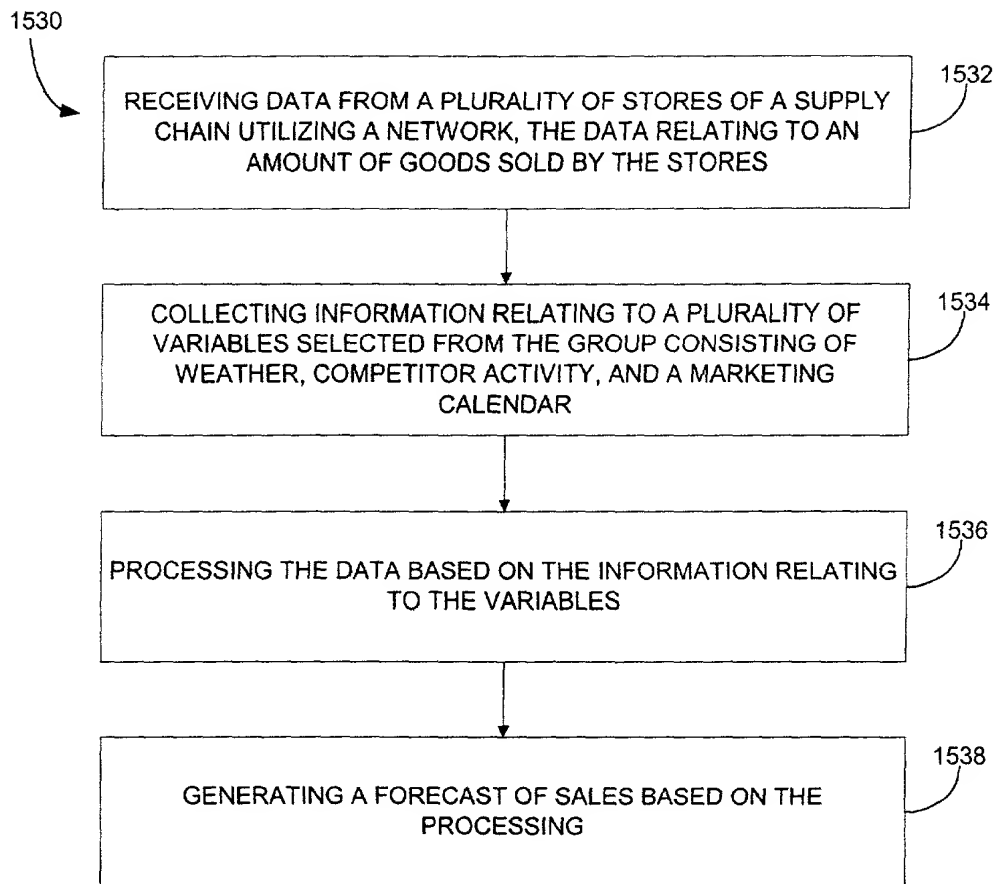 1530
1532
RECEIVING DATA FROM A PLURALITY OF STORES OF A SUPPLY
CHAIN UTILIZING A NETWORK, THE DATA RELATING TO AN
AMOUNT OF GOODS SOLD BY THE STORES
1534
COLLECTING INFORMATION RELATING TO A PLURALITY OF
VARIABLES SELECTED FROM THE GROUP CONSISTING OF
WEATHER, COMPETITOR ACTIVITY, AND A MARKETING
CALENDAR
1536
PROCESSING THE DATA BASED ON THE INFORMATION RELATING
TO THE VARIABLES
1538
GENERATING A FORECAST OF SALES BASED ON THE
PROCESSING